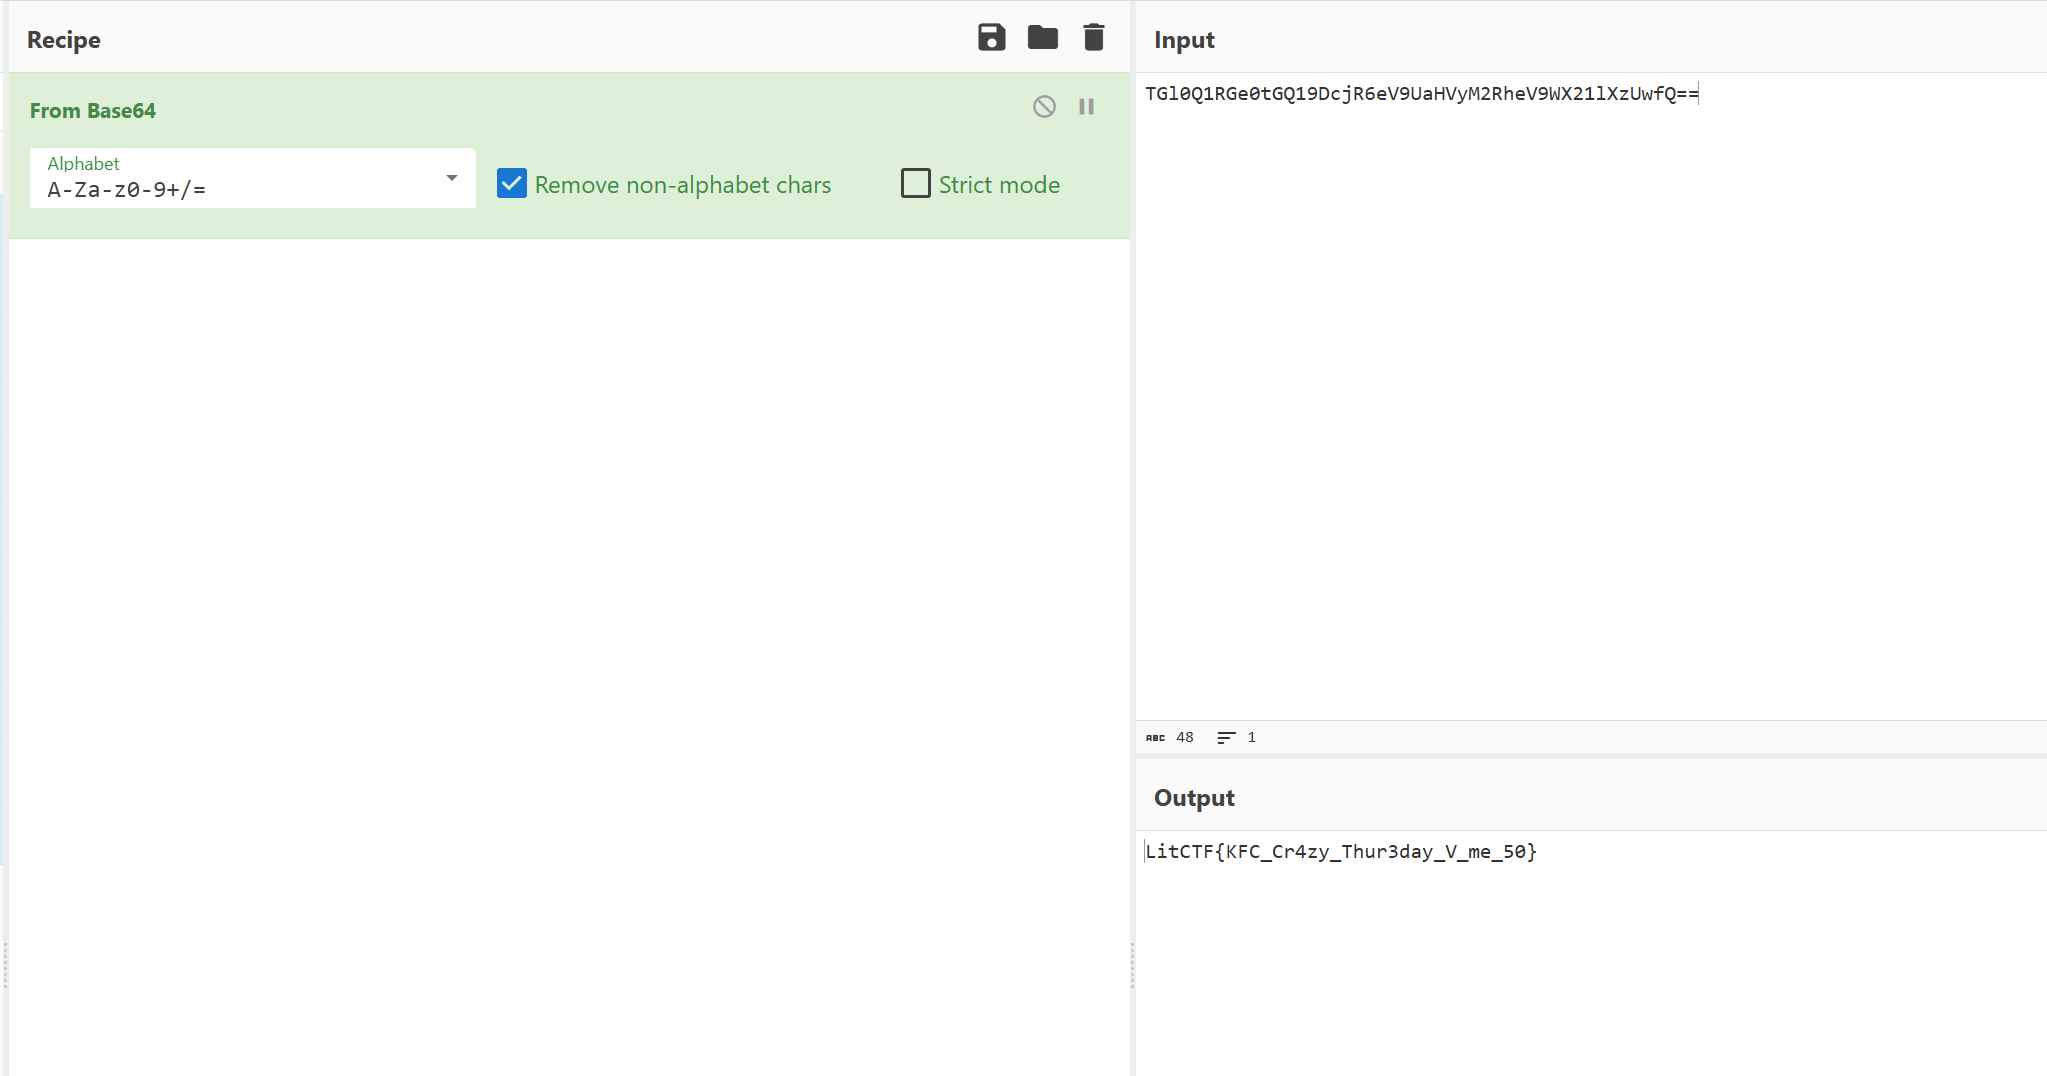 Recipe
From Base64
Alphabet
A-Za-z0-9+/=
Remove non-alphabet chars
Strict mode
Input
TGl0Q1RGe0tGQ19DcjR6eV9UaHVyM2RheV9WX21lXzUwfQ==
ABC 48 1
Output
LitCTF{KFC_Cr4zy_Thur3day_V_me_50}